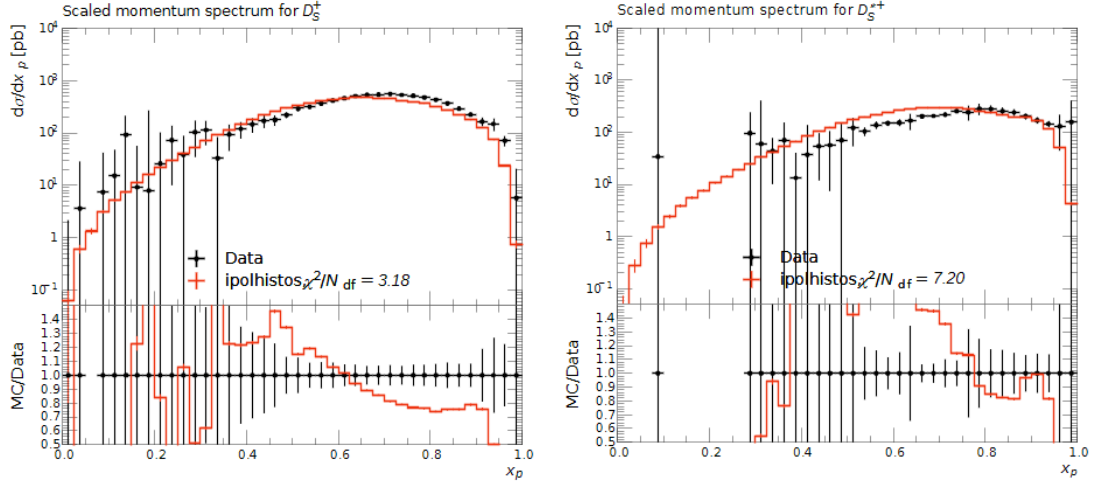 Scaled momentum spectrum for D_S^+
dσ/dx_p [pb]
10^4
10^3
10^2
10^1
1
10^-1
Data
ipolhistos, χ^2/N_df = 3.18
MC/Data
1.4
1.3
1.2
1.1
1.0
0.9
0.8
0.7
0.6
0.5
0.0 0.2 0.4 0.6 0.8 1.0
x_p
Scaled momentum spectrum for D_S^*+
dσ/dx_p [pb]
10^4
10^3
10^2
10^1
1
10^-1
Data
ipolhistos, χ^2/N_df = 7.20
MC/Data
1.4
1.3
1.2
1.1
1.0
0.9
0.8
0.7
0.6
0.5
0.0 0.2 0.4 0.6 0.8 1.0
x_p